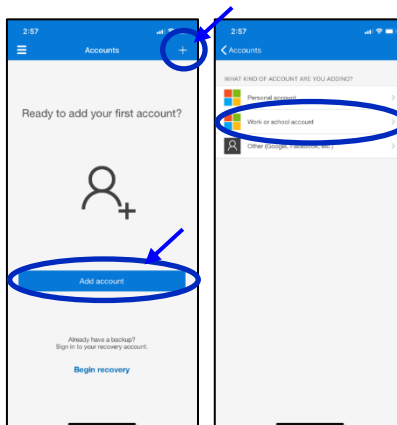 2:57
Accounts
+
Ready to add your first account?
Add account
Already have a backup?
Sign in to your recovery account.
Begin recovery
2:57
Accounts
WHAT KIND OF ACCOUNT ARE YOU ADDING?
Personal account
Work or school account
Other (Google, Facebook, etc.)